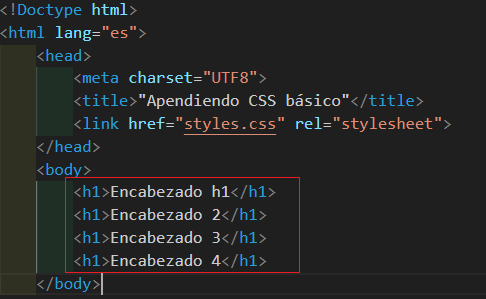 <!Doctype html>
<html lang="es">
<head>
<meta charset="UTF8">
<title>"Apendiendo CSS básico"</title>
<link href="styles.css" rel="stylesheet">
</head>
<body>
<h1>Encabezado h1</h1>
<h1>Encabezado 2</h1>
<h1>Encabezado 3</h1>
<h1>Encabezado 4</h1>
</body>